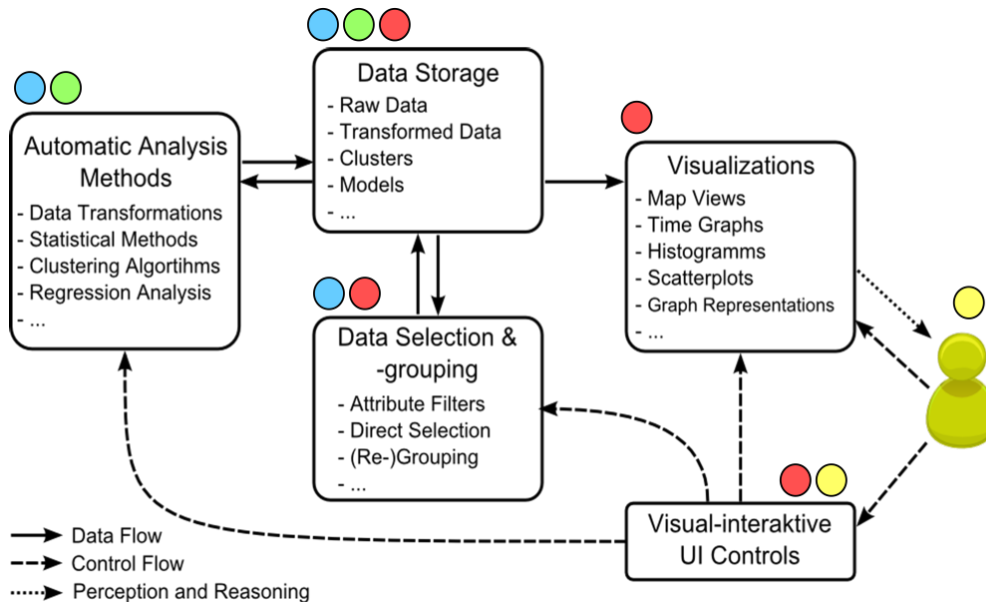 Data Storage
- Raw Data
- Transformed Data
- Clusters
- Models
- ...
Automatic Analysis
Methods
- Data Transformations
- Statistical Methods
- Clustering Algortihms
- Regression Analysis
- ...
Visualizations
- Map Views
- Time Graphs
- Histogramms
- Scatterplots
- Graph Representations
- ...
Data Selection &
-grouping
- Attribute Filters
- Direct Selection
- (Re-)Grouping
- ...
Visual-interaktive
UI Controls
Data Flow
Control Flow
Perception and Reasoning